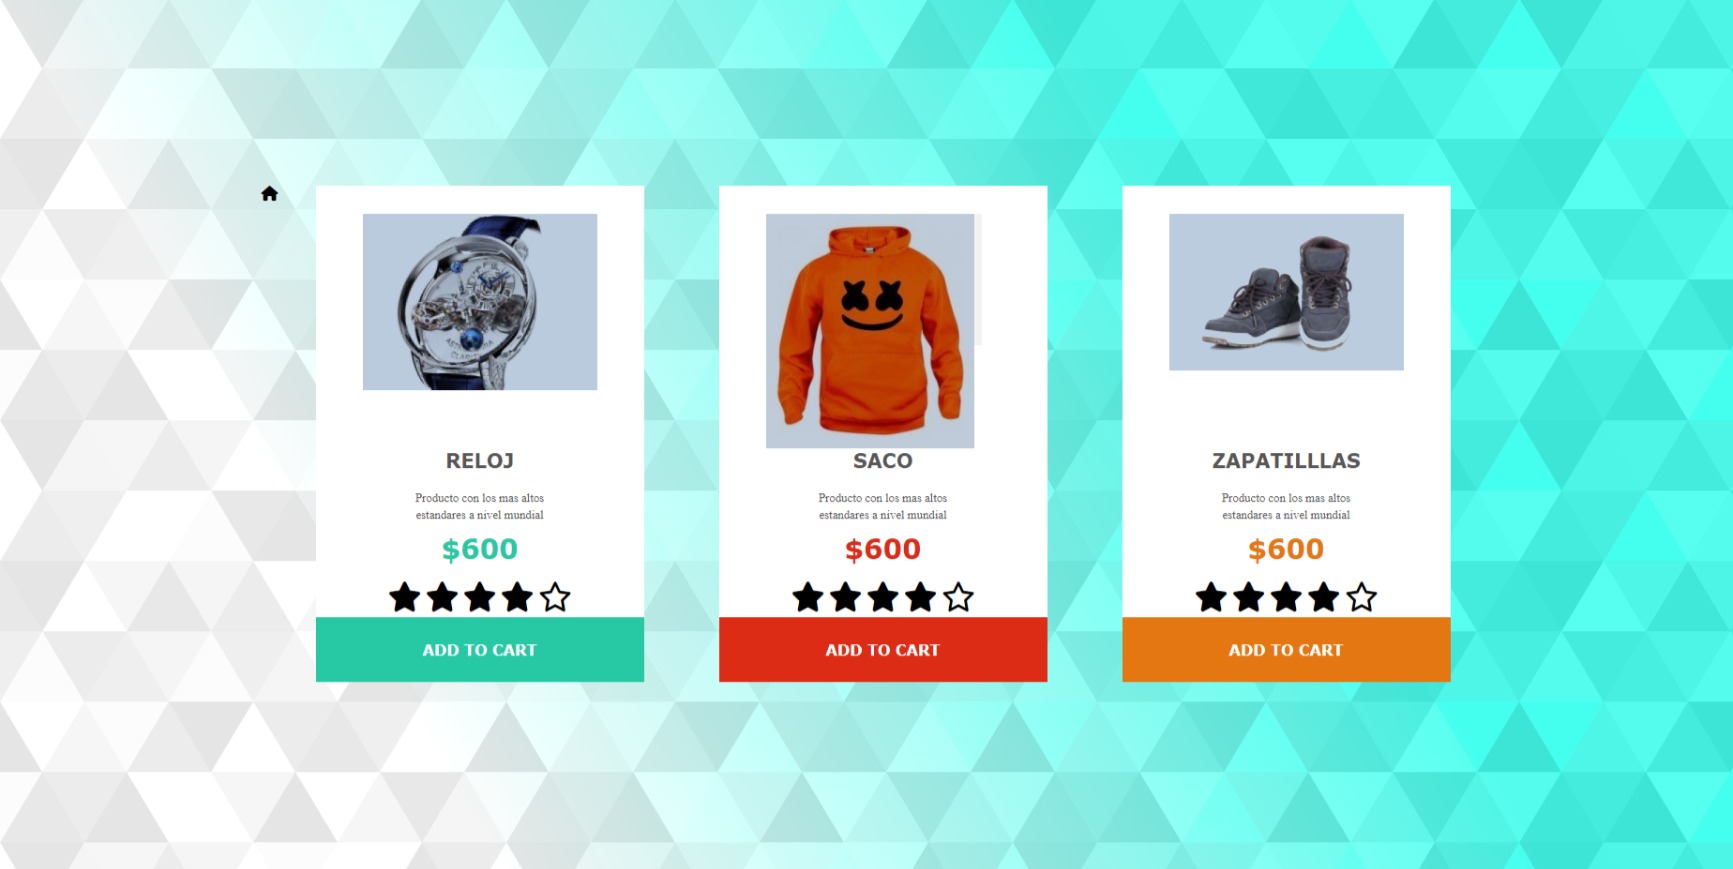 RELOJ
Producto con los mas altos
estandares a nivel mundial
$600
ADD TO CART
SACO
Producto con los mas altos
estandares a nivel mundial
$600
ADD TO CART
ZAPATILLLAS
Producto con los mas altos
estandares a nivel mundial
$600
ADD TO CART